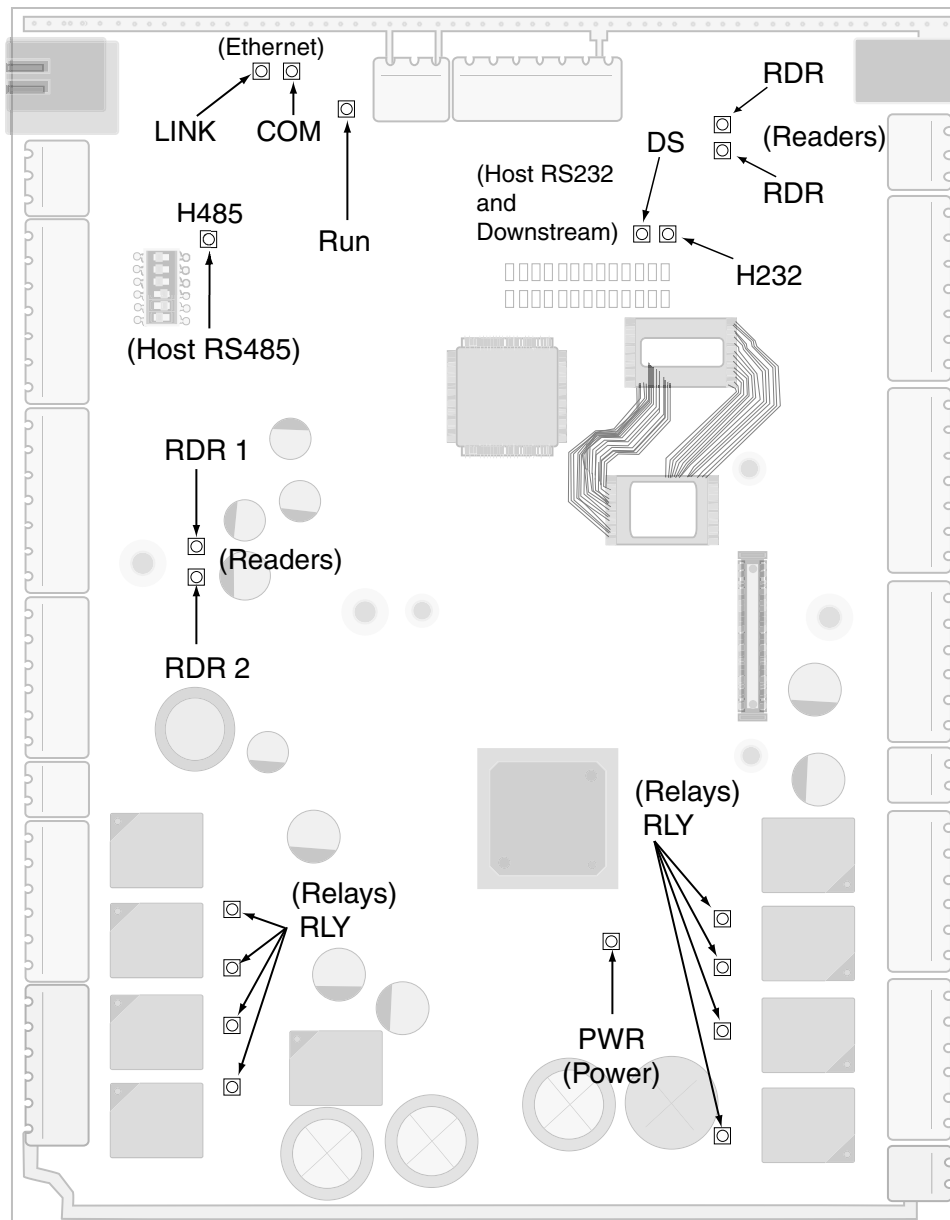 (Ethernet)
LINK
COM
Run
RDR
(Readers)
RDR
DS
(Host RS232
and
Downstream)
H232
H485
(Host RS485)
RDR 1
(Readers)
RDR 2
(Relays)
RLY
(Relays)
RLY
PWR
(Power)